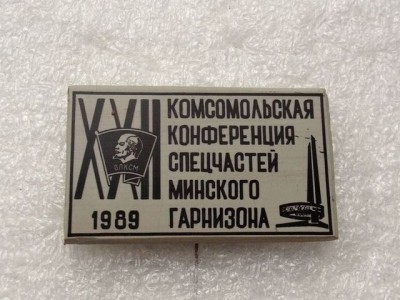 XXII
КОМСОМОЛЬСКАЯ
КОНФЕРЕНЦИЯ
СПЕЦЧАСТЕЙ
МИНСКОГО
ГАРНИЗОНА
ВЛКСМ
1989